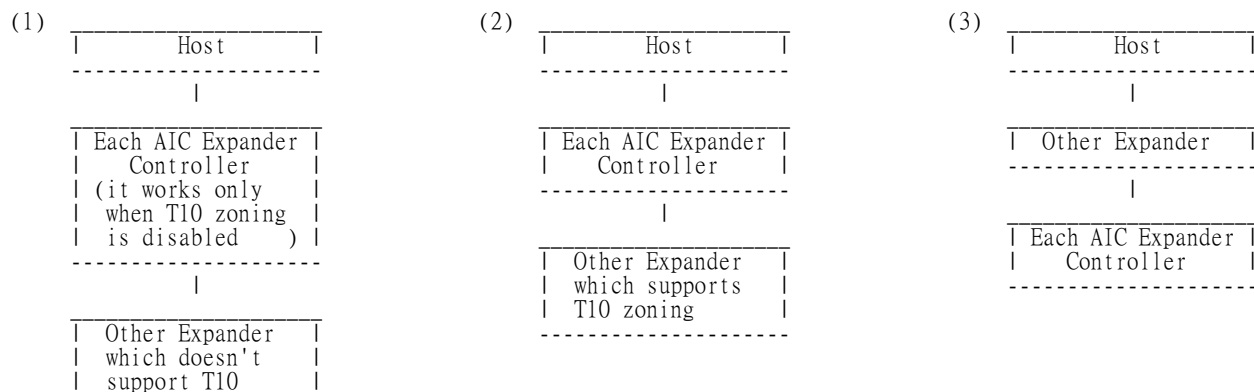 (1)
Host
Each AIC Expander
Controller
(it works only
when T10 zoning
is disabled )
Other Expander
which doesn't
support T10
(2)
Host
Each AIC Expander
Controller
Other Expander
which supports
T10 zoning
(3)
Host
Other Expander
Each AIC Expander
Controller